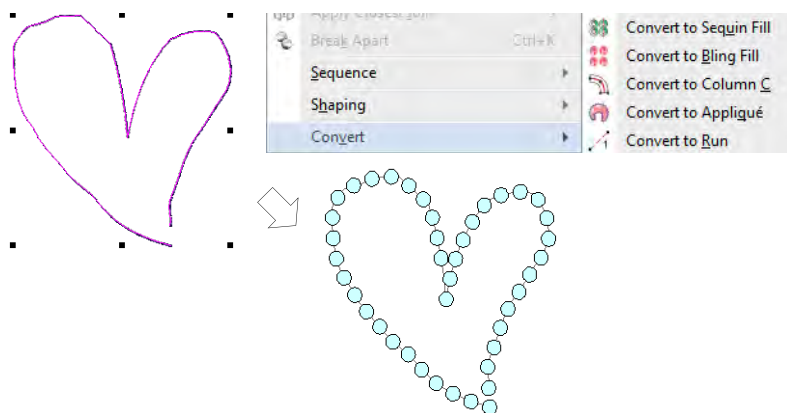 Break Apart Ctrl+K
Sequence
Shaping
Convert
Convert to Sequin Fill
Convert to Bling Fill
Convert to Column C
Convert to Appliqué
Convert to Run